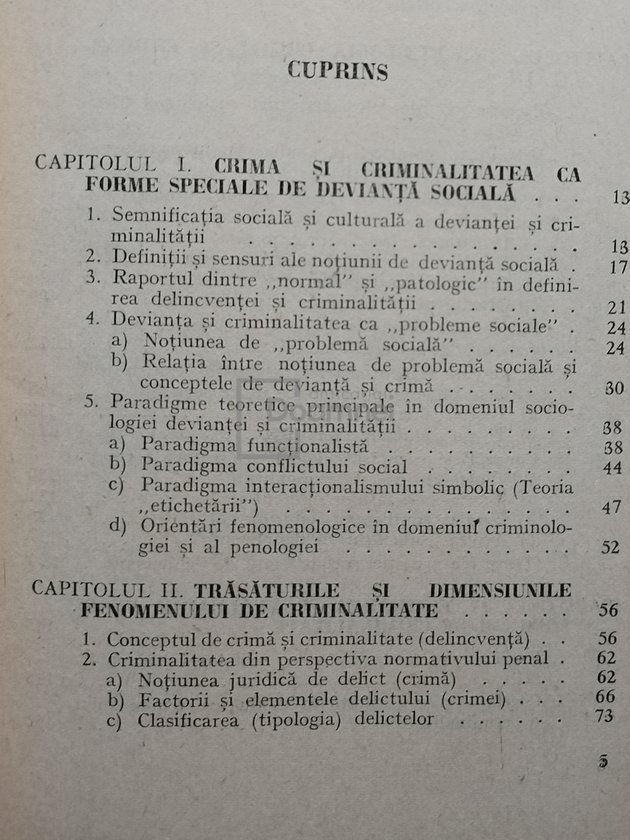 CUPRINS
CAPITOLUL I. CRIMA ȘI CRIMINALITATEA CA
FORME SPECIALE DE DEVIANȚĂ SOCIALĂ . . . 13
1. Semnificația socială și culturală a devianței și cri-
minalității . . . . . . . . . . . . . . . 13
2. Definiții și sensuri ale noțiunii de devianță socială . 17
3. Raportul dintre „normal” și „patologic” în defini-
rea delincvenței și criminalității . . . . . . . 21
4. Devianța și criminalitatea ca „probleme sociale” . 24
a) Noțiunea de „problemă socială” . . . . . . 24
b) Relația între noțiunea de problemă socială și
conceptele de devianță și crimă . . . . . . . 30
5. Paradigme teoretice principale în domeniul socio-
logiei devianței și criminalității . . . . . . . . 38
a) Paradigma funcționalistă . . . . . . . . . 38
b) Paradigma conflictului social . . . . . . . 44
c) Paradigma interacționalismului simbolic (Teoria
„etichetării”) . . . . . . . . . . . . . 47
d) Orientări fenomenologice în domeniul criminolo-
giei și al penologiei . . . . . . . . . . . 52
CAPITOLUL II. TRĂSĂTURILE ȘI DIMENSIUNILE
FENOMENULUI DE CRIMINALITATE . . . . . . 56
1. Conceptul de crimă și criminalitate (delincvență) . . 56
2. Criminalitatea din perspectiva normativului penal . 62
a) Noțiunea juridică de delict (crimă) . . . . . 62
b) Factorii și elementele delictului (crimei) . . . 66
c) Clasificarea (tipologia) delictelor . . . . . . 73
5